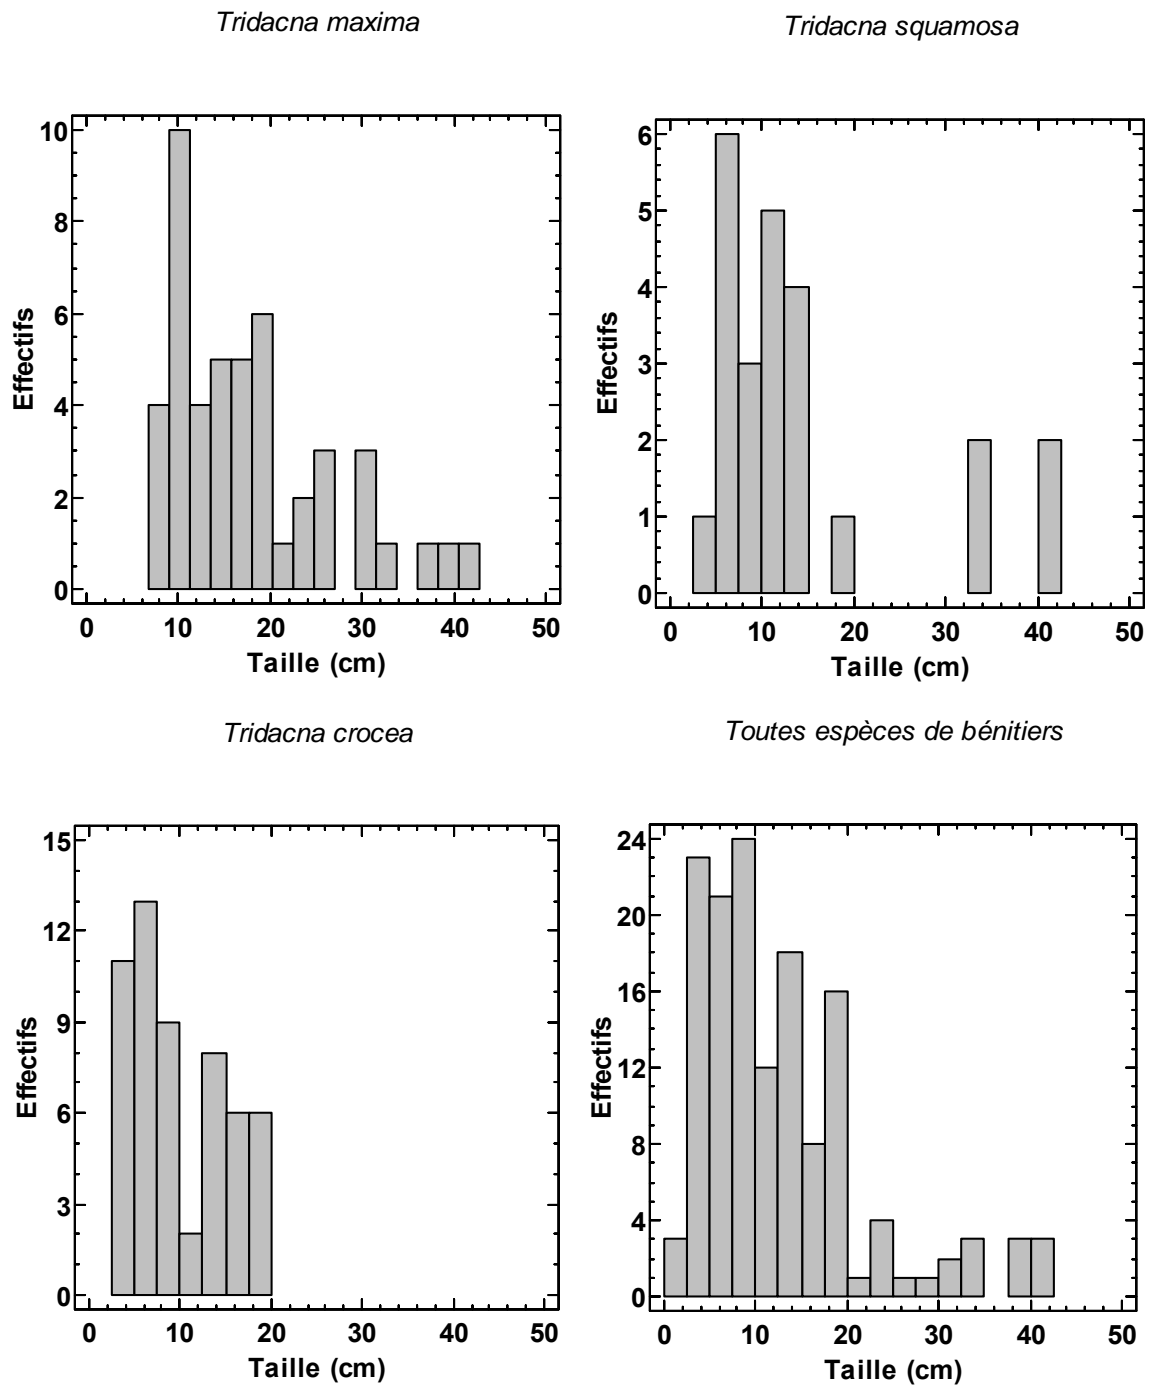 Tridacna maxima
Tridacna squamosa
10
8
6
4
2
0
Effectifs
0 10 20 30 40 50
Taille (cm)
6
5
4
3
2
1
0
Effectifs
0 10 20 30 40 50
Taille (cm)
Tridacna crocea
Toutes espèces de bénitiers
15
12
9
6
3
0
Effectifs
0 10 20 30 40 50
Taille (cm)
24
20
16
12
8
4
0
Effectifs
0 10 20 30 40 50
Taille (cm)